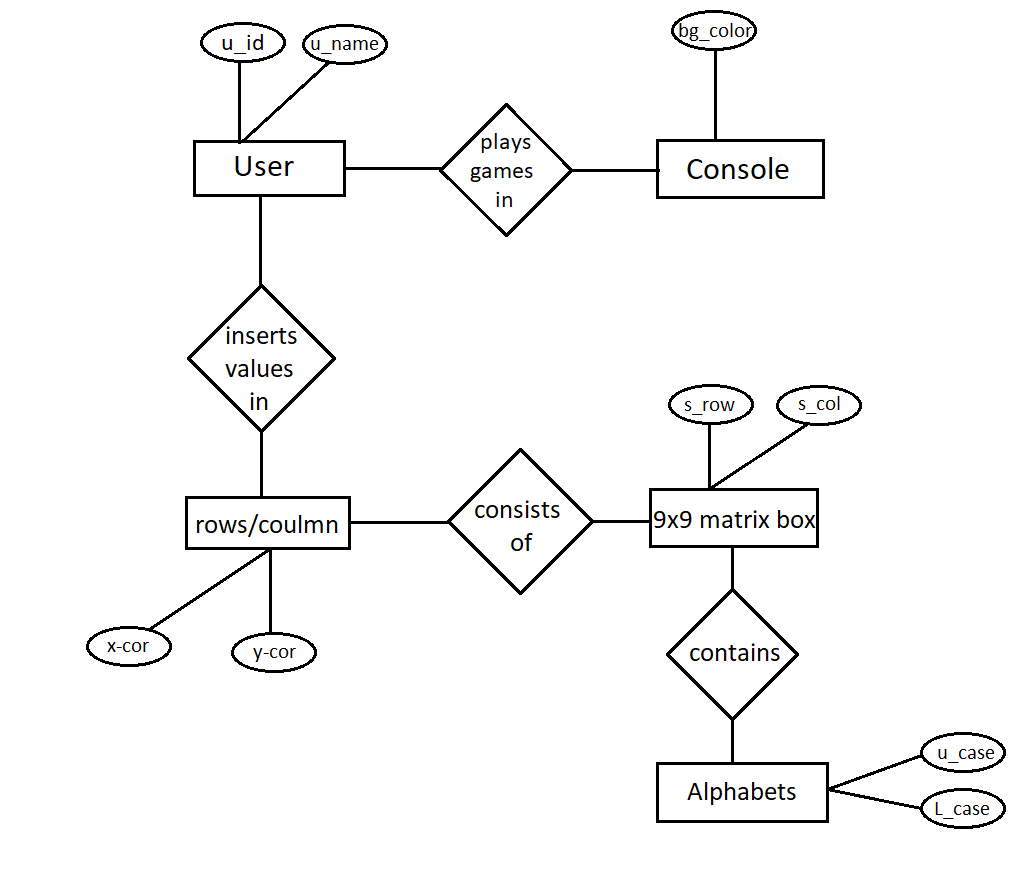 u_id
u_name
bg_color
User
plays
games
in
Console
inserts
values
in
s_row
s_col
rows/coulmn
consists
of
9x9 matrix box
x-cor
y-cor
contains
Alphabets
u_case
L_case